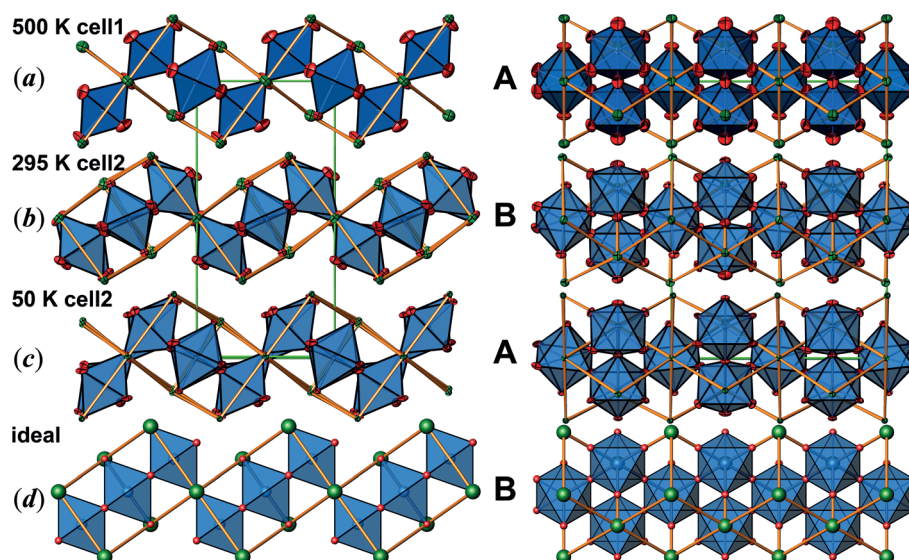 500 K cell1
(a)
A
295 K cell2
(b)
B
50 K cell2
(c)
A
ideal
(d)
B